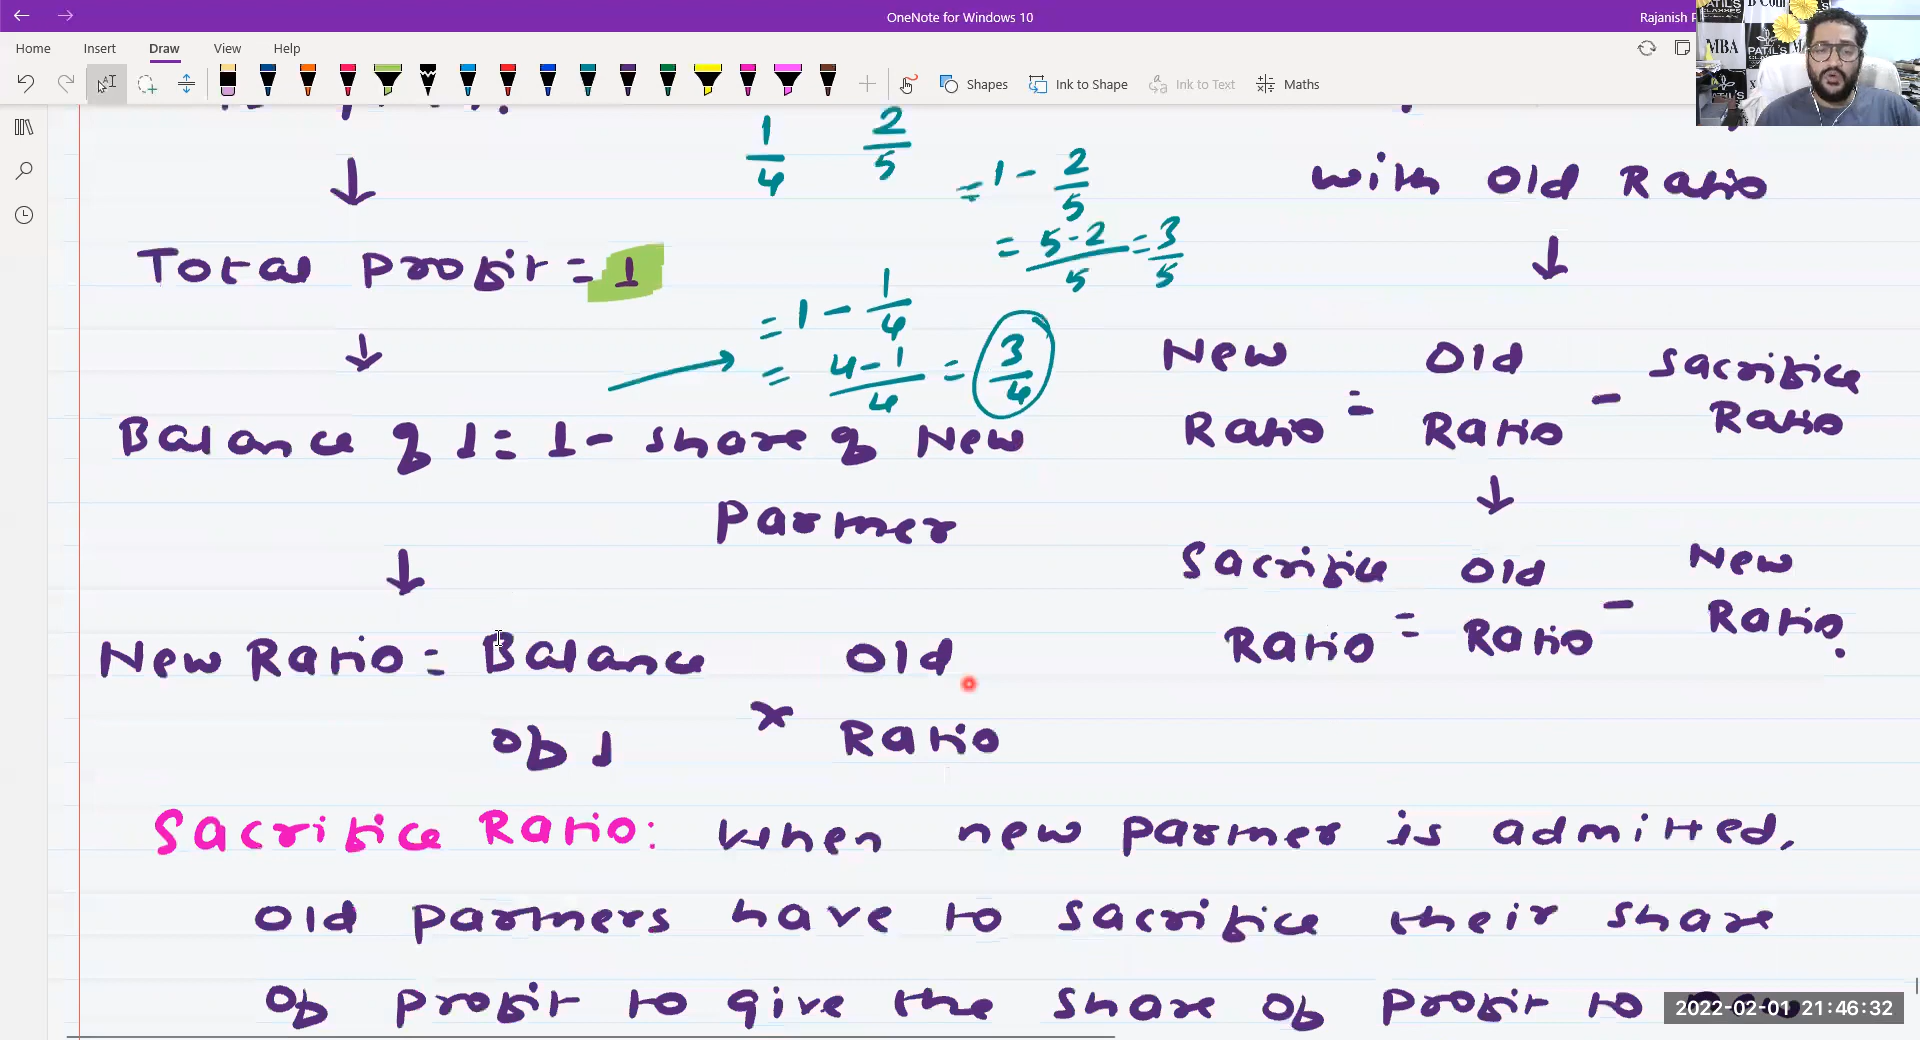 OneNote for Windows 10
Rajanish P
Home Insert Draw View Help
Shapes Ink to Shape Ink to Text Maths
B Com
MBA
PATIL'S
1/4 2/5
= 1 - 2/5
= 5-2/5 = 3/5
Total profit = 1
= 1 - 1/4
= 4-1/4 = 3/4
Balance of 1 = 1 - share of New
Partner
New Ratio = Balance of 1 × Old Ratio
with Old Ratio
New Ratio = Old Ratio - Sacrifice Ratio
Sacrifice Ratio = Old Ratio - New Ratio.
Sacrifice Ratio: When new partner is admitted,
old partners have to sacrifice their share
of profit to give the share of profit to
2022-02-01 21:46:32